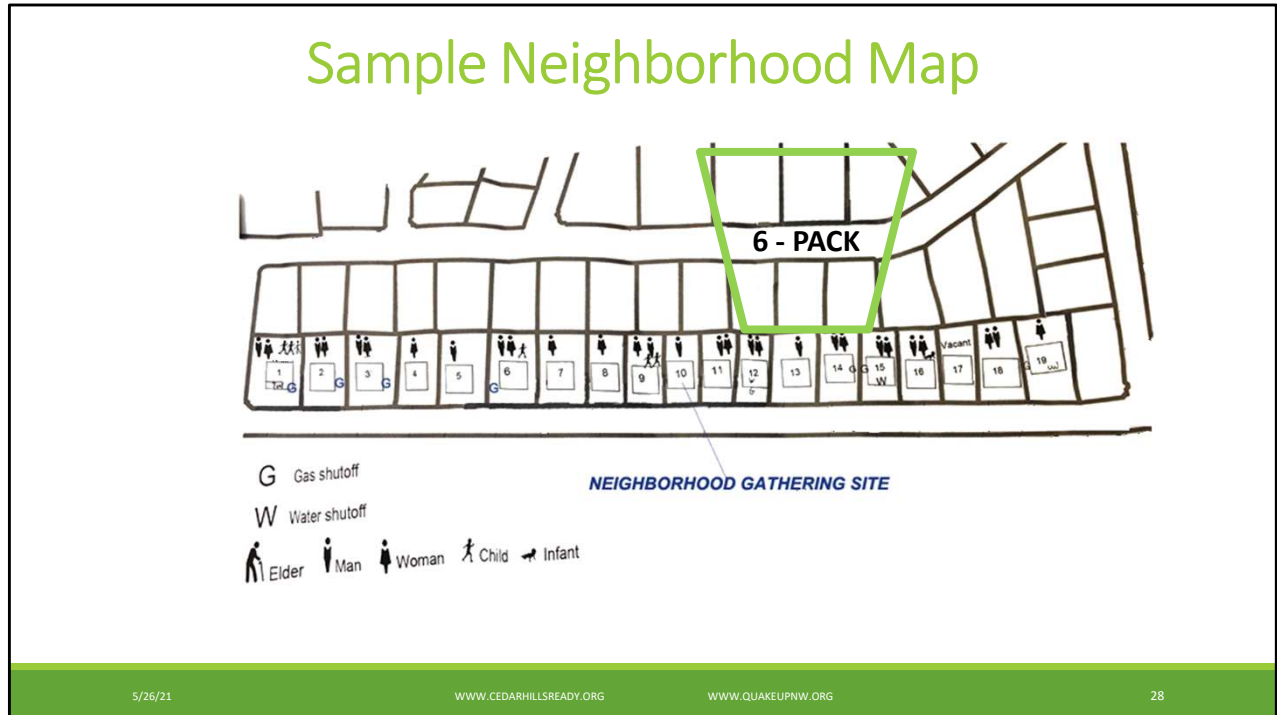 Sample Neighborhood Map
6 - PACK
Vacant
1 2 3 4 5 6 7 8 9 10 11 12 13 14 15 16 17 18 19
G G G G G G G
W
G
NEIGHBORHOOD GATHERING SITE
G Gas shutoff
W Water shutoff
Elder Man Woman Child Infant
5/26/21 WWW.CEDARHILLSREADY.ORG WWW.QUAKEUPNW.ORG 28